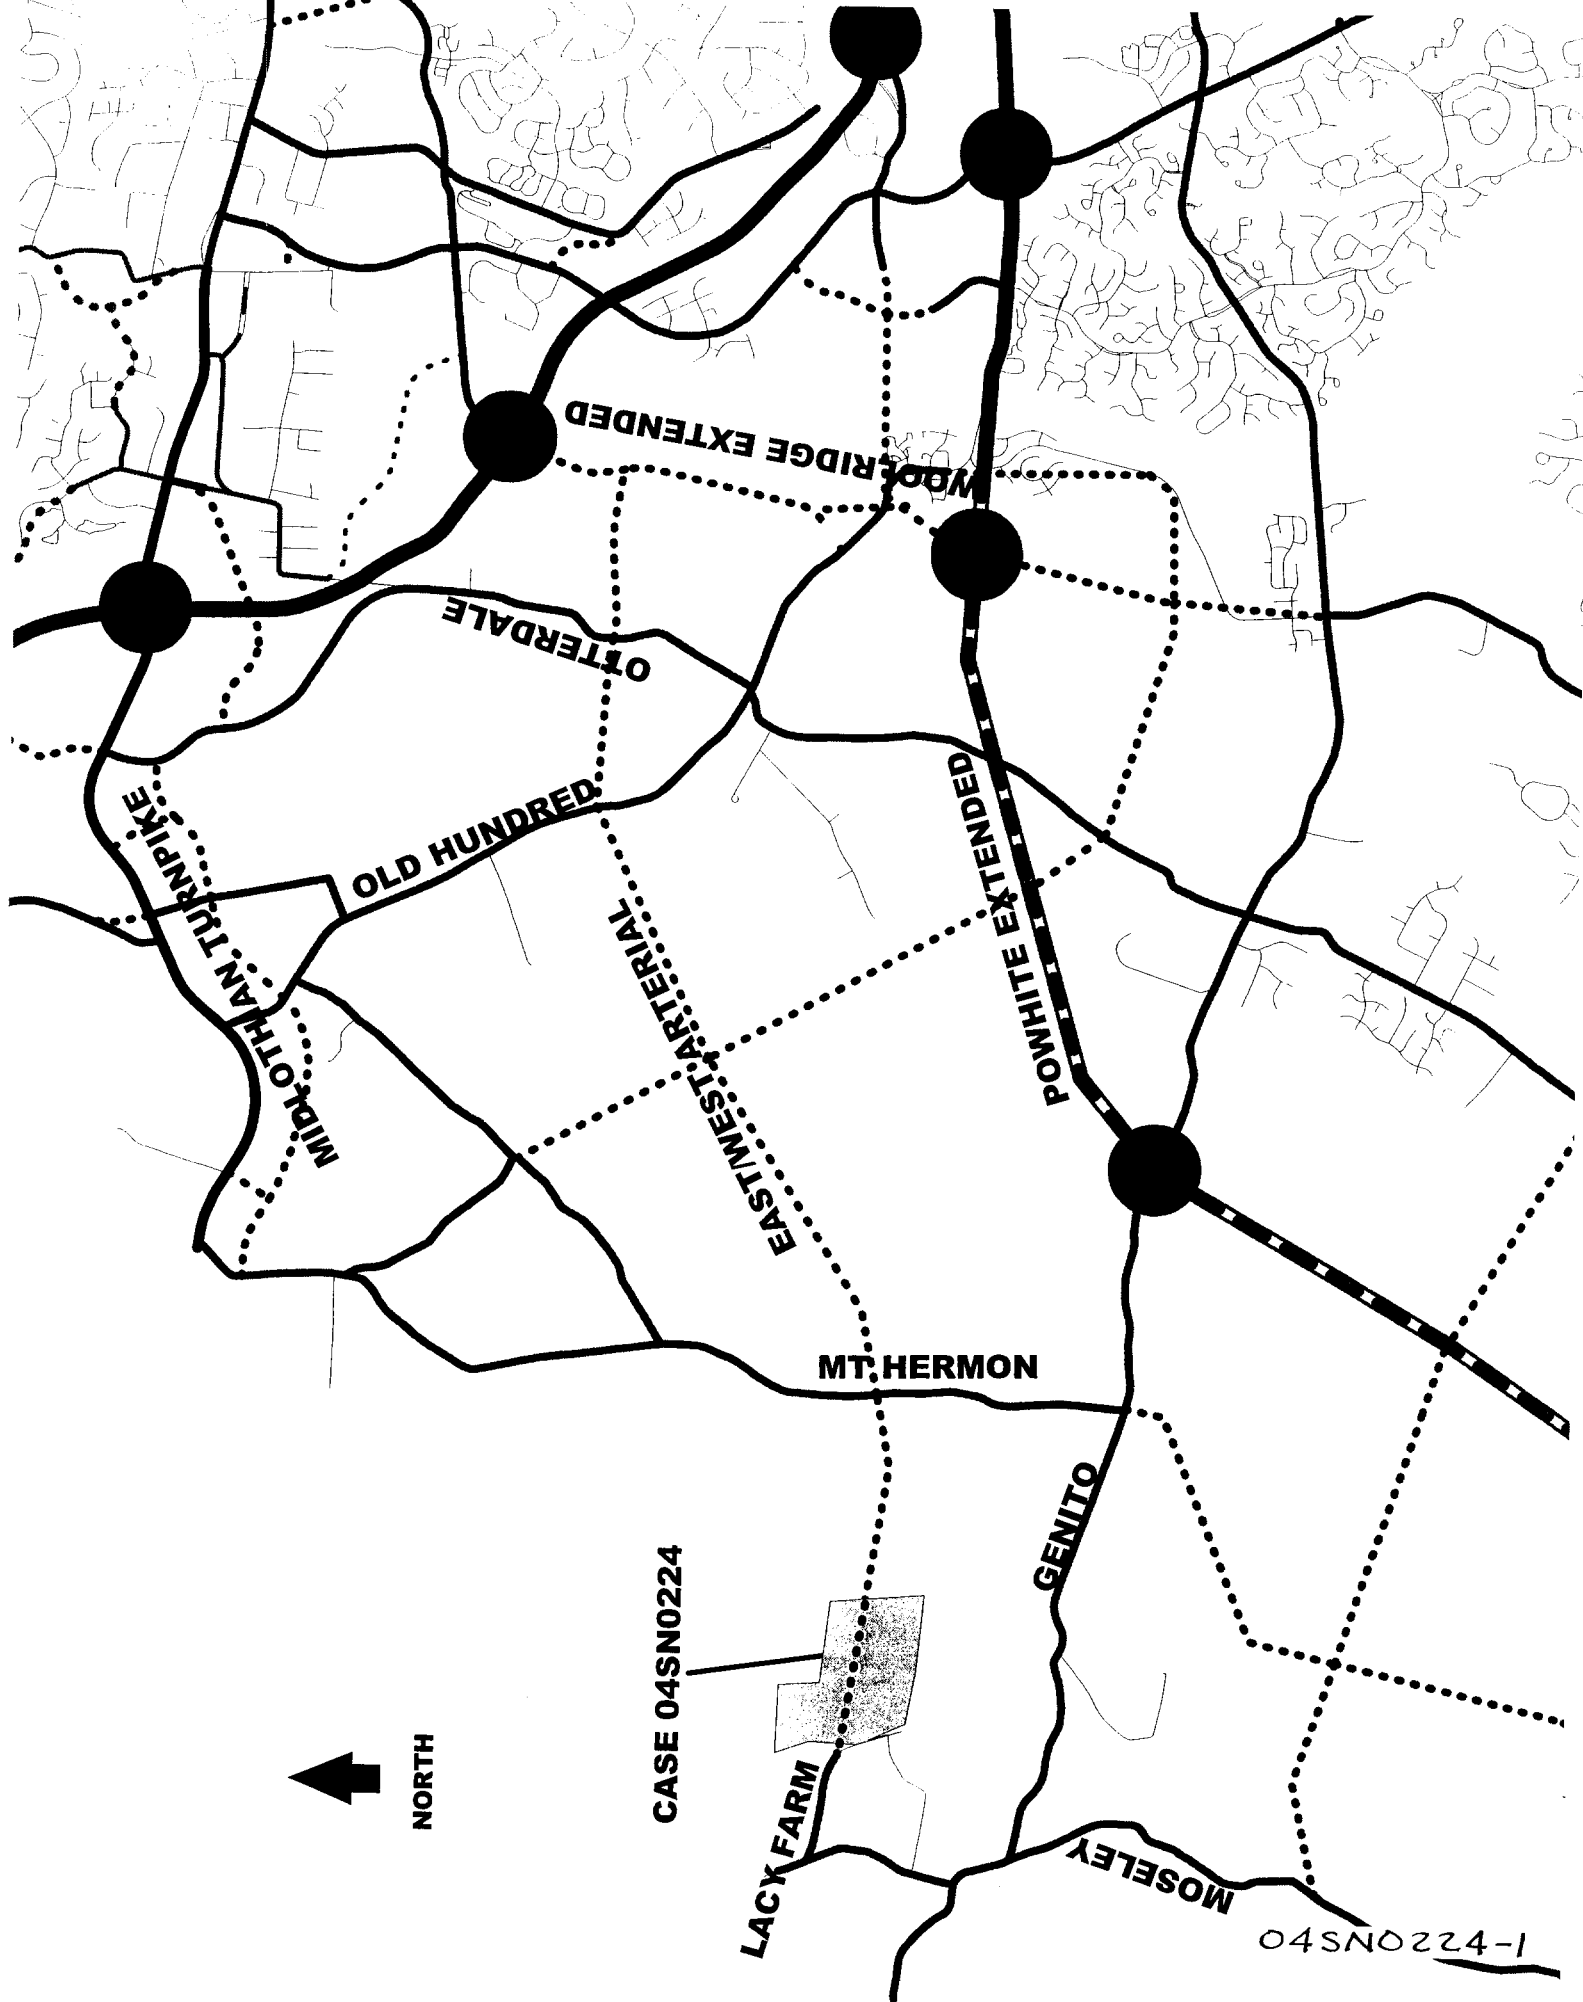 WOOLRIDGE EXTENDED
OTTERDALE
MIDLOTHIAN TURNPIKE
OLD HUNDRED
EAST/WEST ARTERIAL
POWHITE EXTENDED
MT HERMON
GENITO
CASE 04SN0224
NORTH
LACY FARM
MOSELEY
04SN0224-1